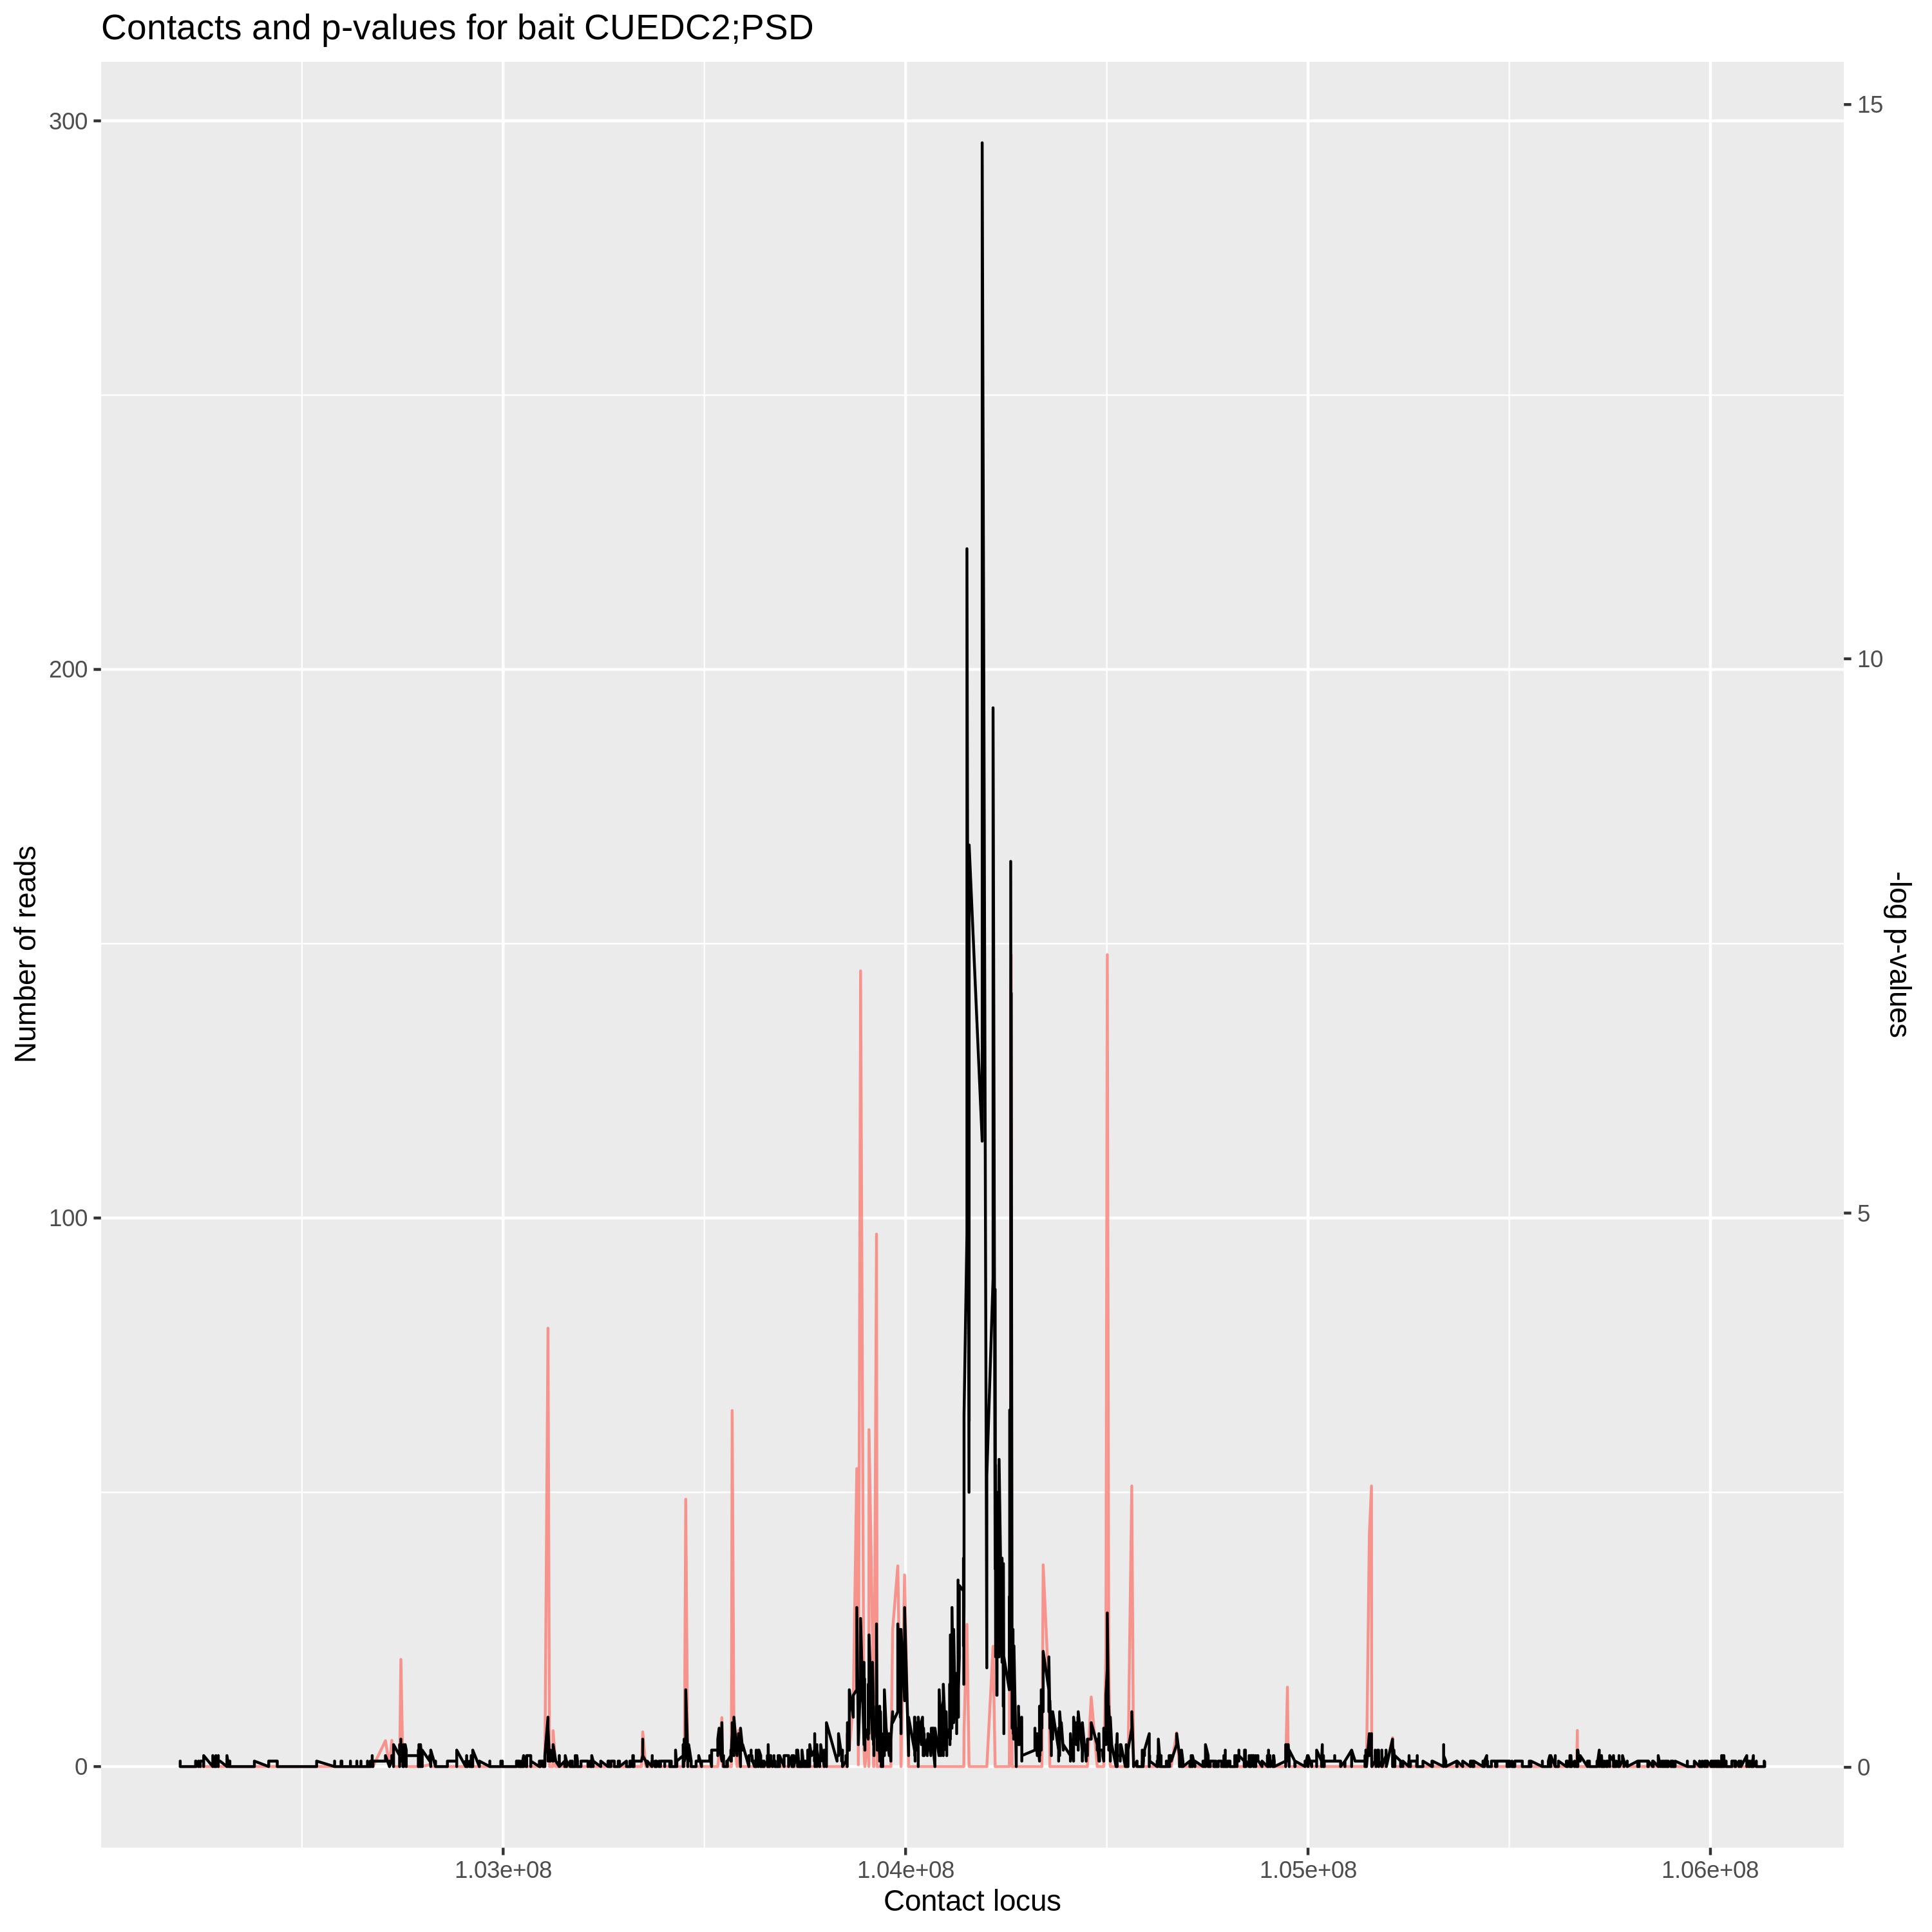 Contacts and p-values for bait CUEDC2;PSD
300
200
100
0
15
10
5
0
Number of reads
-log p-values
1.03e+08
1.04e+08
1.05e+08
1.06e+08
Contact locus